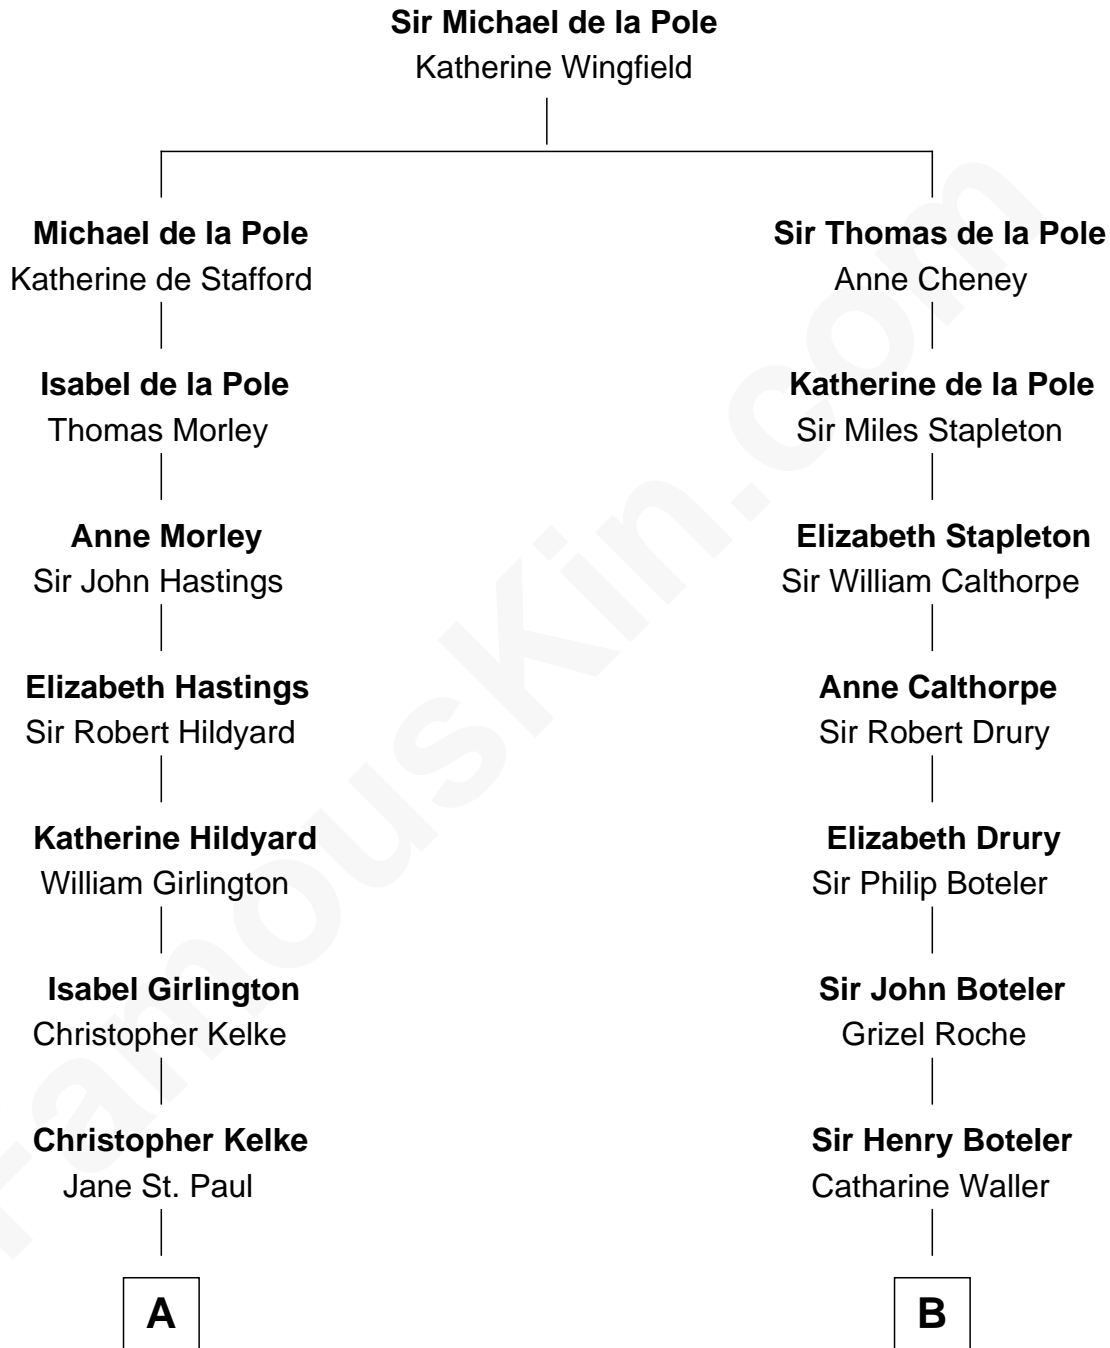 Sir Michael de la Pole
Katherine Wingfield
Michael de la Pole
Katherine de Stafford
Sir Thomas de la Pole
Anne Cheney
Isabel de la Pole
Thomas Morley
Katherine de la Pole
Sir Miles Stapleton
Anne Morley
Sir John Hastings
Elizabeth Stapleton
Sir William Calthorpe
Elizabeth Hastings
Sir Robert Hildyard
Anne Calthorpe
Sir Robert Drury
Katherine Hildyard
William Girlington
Elizabeth Drury
Sir Philip Boteler
Isabel Girlington
Christopher Kelke
Sir John Boteler
Grizel Roche
Christopher Kelke
Jane St. Paul
Sir Henry Boteler
Catharine Waller
A
B
FamousKin.com